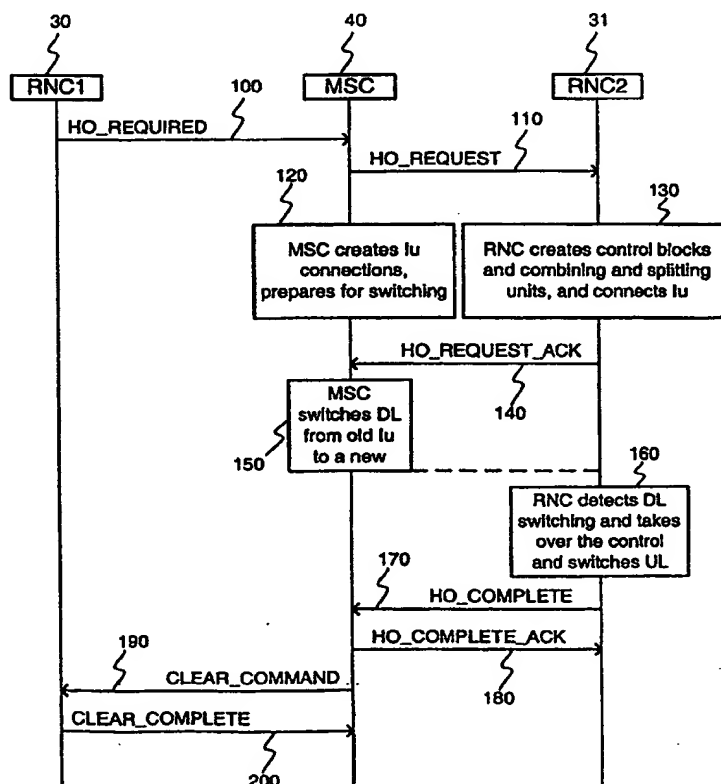 30
40
31
RNC1
MSC
RNC2
100
HO_REQUIRED
110
HO_REQUEST
120
130
MSC creates Iu
connections,
prepares for switching
RNC creates control blocks
and combining and splitting
units, and connects Iu
HO_REQUEST_ACK
140
MSC
switches DL
from old Iu
to a new
150
160
RNC detects DL
switching and takes
over the control
and switches UL
170
HO_COMPLETE
HO_COMPLETE_ACK
180
190
CLEAR_COMMAND
CLEAR_COMPLETE
200